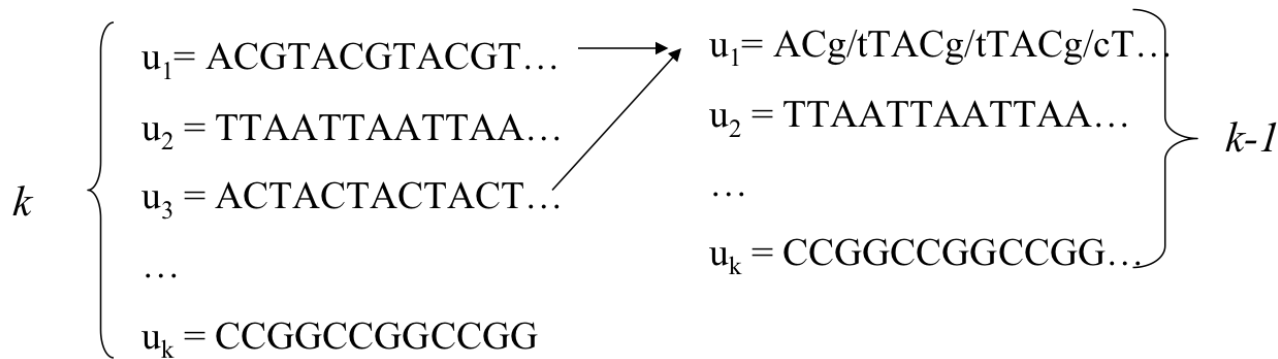 k
u₁= ACGTACGTACGT…
u₂ = TTAATTAATTAA…
u₃ = ACTACTACTACT…
…
uₖ = CCGGCCGGCCGG
u₁= ACg/tTACg/tTACg/cT…
u₂ = TTAATTAATTAA…
…
uₖ = CCGGCCGGCCGG…
k-1